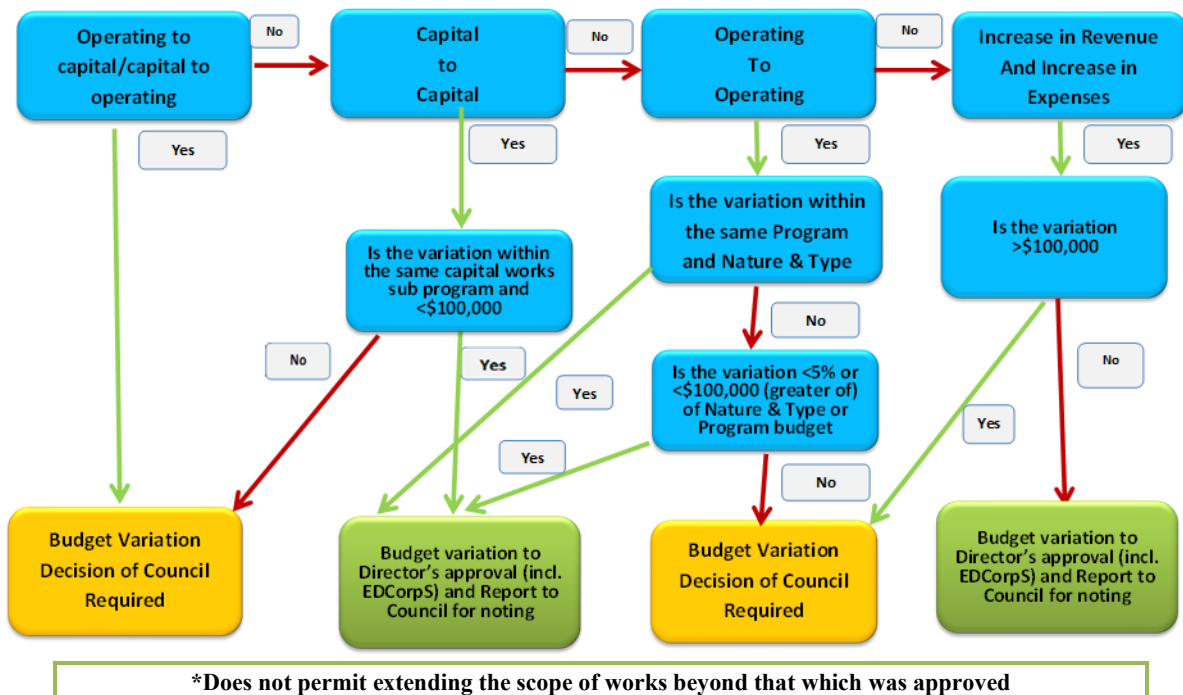 Operating to
capital/capital to
operating
No
Capital
to
Capital
No
Operating
To
Operating
No
Increase in Revenue
And Increase in
Expenses
Yes
Yes
Yes
Yes
Is the variation within
the same capital works
sub program and
<$100,000
Is the variation within
the same Program
and Nature & Type
Is the variation
>$100,000
No
No
Yes
Yes
Is the variation <5% or
<$100,000 (greater of)
of Nature & Type or
Program budget
No
Yes
Yes
No
Budget Variation
Decision of Council
Required
Budget variation to
Director's approval (incl.
EDCorpS) and Report to
Council for noting
Budget Variation
Decision of Council
Required
Budget variation to
Director's approval (incl.
EDCorpS) and Report to
Council for noting
*Does not permit extending the scope of works beyond that which was approved